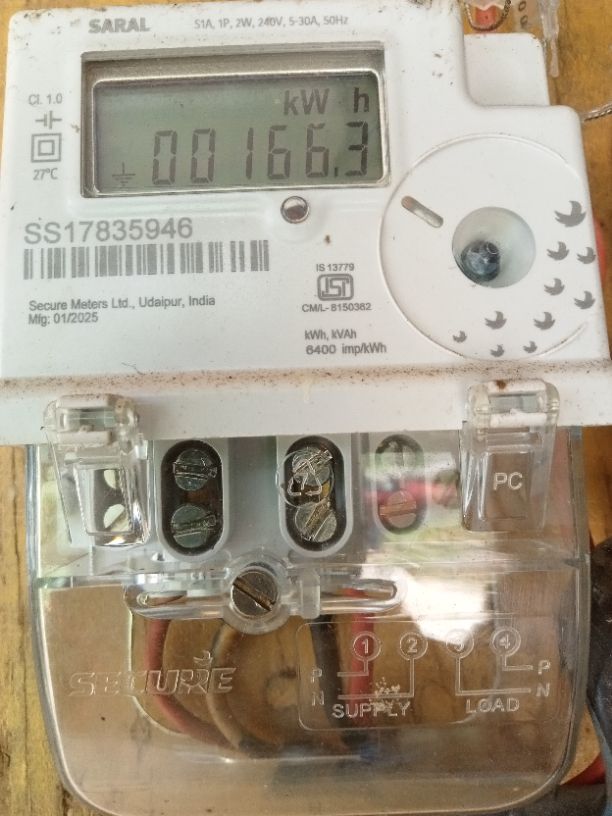 SARAL
S1A, 1P, 2W, 240V, 5-30A, 50Hz
Cl. 1.0
27°C
kW h
00166.3
SS17835946
Secure Meters Ltd., Udaipur, India
Mfg: 01/2025
IS 13779
ISI
CM/L- 8150362
kWh, kVAh
6400 imp/kWh
PC
SECURE
1 2 3 4
P P
N N
SUPPLY LOAD